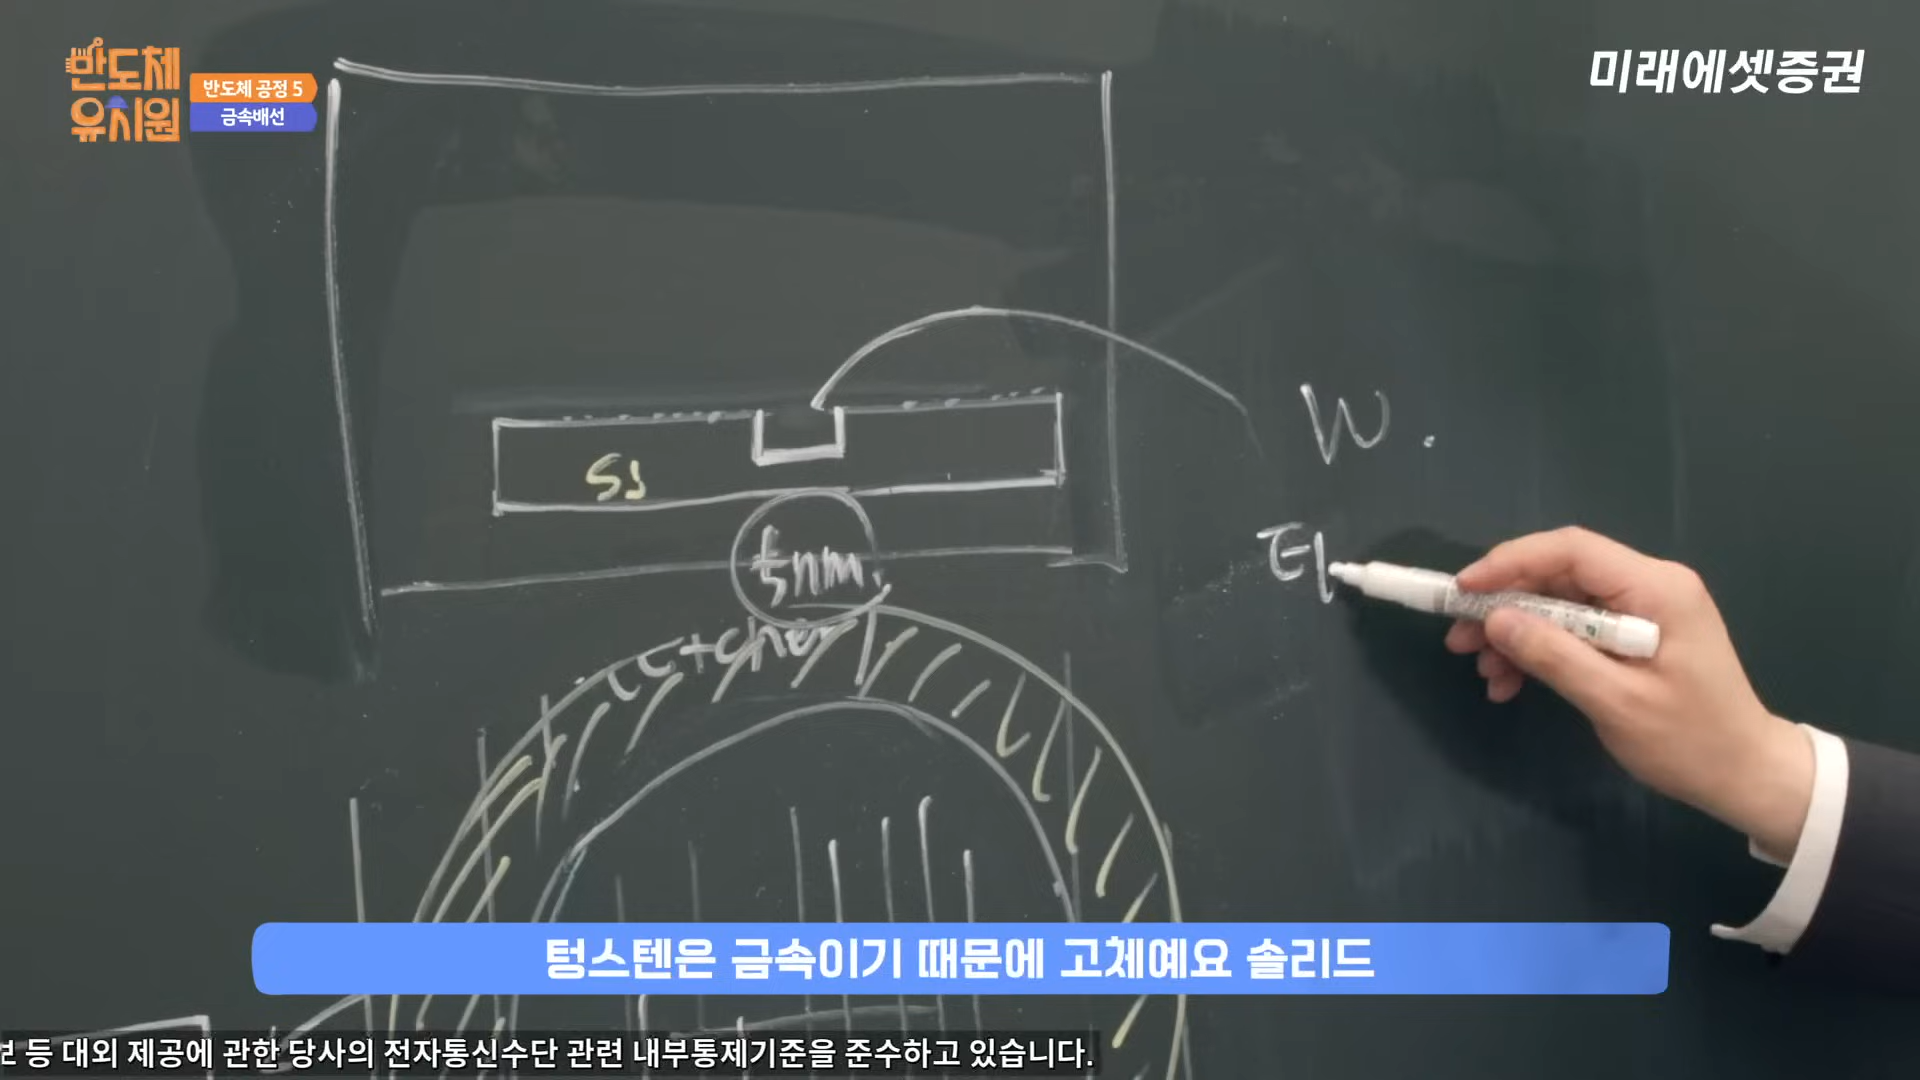 반도체
유시원
반도체 공정 5
금속배선
미래에셋증권
W.
Si
5nm.
Etcher
터
텅스텐은 금속이기 때문에 고체예요 솔리드
등 대외 제공에 관한 당사의 전자통신수단 관련 내부통제기준을 준수하고 있습니다.